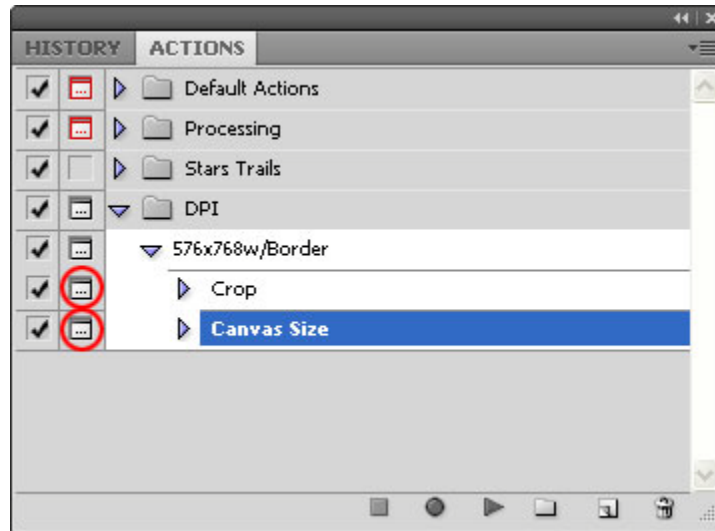 HISTORY ACTIONS
Default Actions
Processing
Stars Trails
DPI
576x768w/Border
Crop
Canvas Size